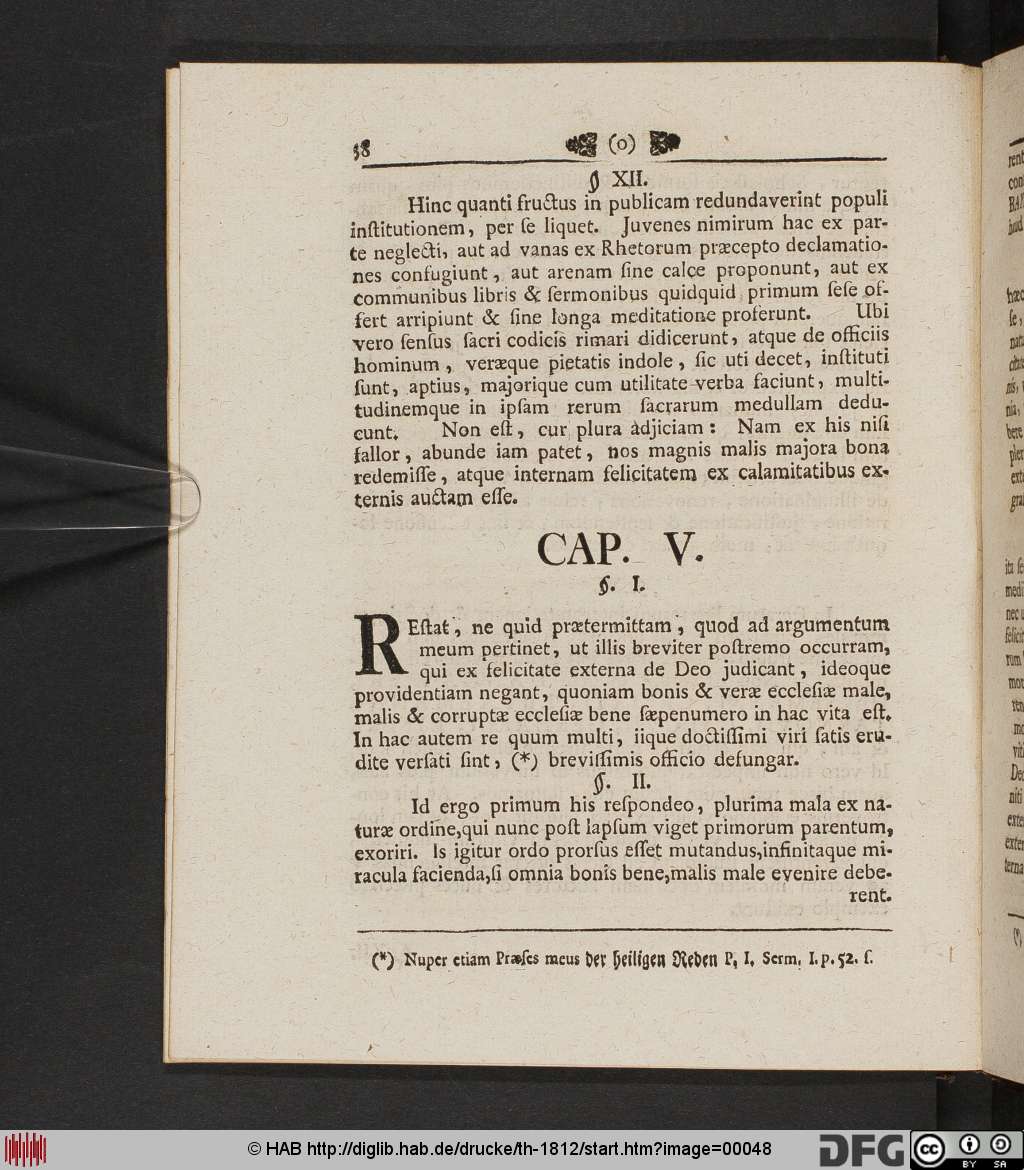 38 (o)
§ XII.
Hinc quanti fructus in publicam redundaverint populi
inſtitutionem, per ſe liquet. Juvenes nimirum hac ex par-
te neglecti, aut ad vanas ex Rhetorum præcepto declamatio-
nes confugiunt, aut arenam ſine calce proponunt, aut ex
communibus libris & ſermonibus quidquid primum ſeſe of-
fert arripiunt & ſine longa meditatione proferunt. Ubi
vero ſenſus ſacri codicis rimari didicerunt, atque de officiis
hominum, veræque pietatis indole, ſic uti decet, inſtituti
ſunt, aptius, majorique cum utilitate verba faciunt, multi-
tudinemque in ipſam rerum ſacrarum medullam dedu-
cunt. Non eſt, cur plura adjiciam: Nam ex his niſi
fallor, abunde iam patet, nos magnis malis majora bona
redemiſſe, atque internam felicitatem ex calamitatibus ex-
ternis auctam eſſe.
CAP. V.
§. I.
REſtat, ne quid prætermittam, quod ad argumentum
meum pertinet, ut illis breviter poſtremo occurram,
qui ex felicitate externa de Deo judicant, ideoque
providentiam negant, quoniam bonis & veræ eccleſiæ male,
malis & corruptæ eccleſiæ bene ſæpenumero in hac vita eſt.
In hac autem re quum multi, iique doctiſſimi viri ſatis eru-
dite verſati ſint, (*) breviſſimis officio defungar.
§. II.
Id ergo primum his reſpondeo, plurima mala ex na-
turæ ordine,qui nunc poſt lapſum viget primorum parentum,
exoriri. Is igitur ordo prorſus eſſet mutandus,infinitaque mi-
racula facienda,ſi omnia bonis bene,malis male evenire debe-
rent.
(*) Nuper etiam Præſes meus der heiligen Reden P. I. Serm. I. p. 52. ſ.
© HAB http://diglib.hab.de/drucke/th-1812/start.htm?image=00048
DFG
cc BY SA